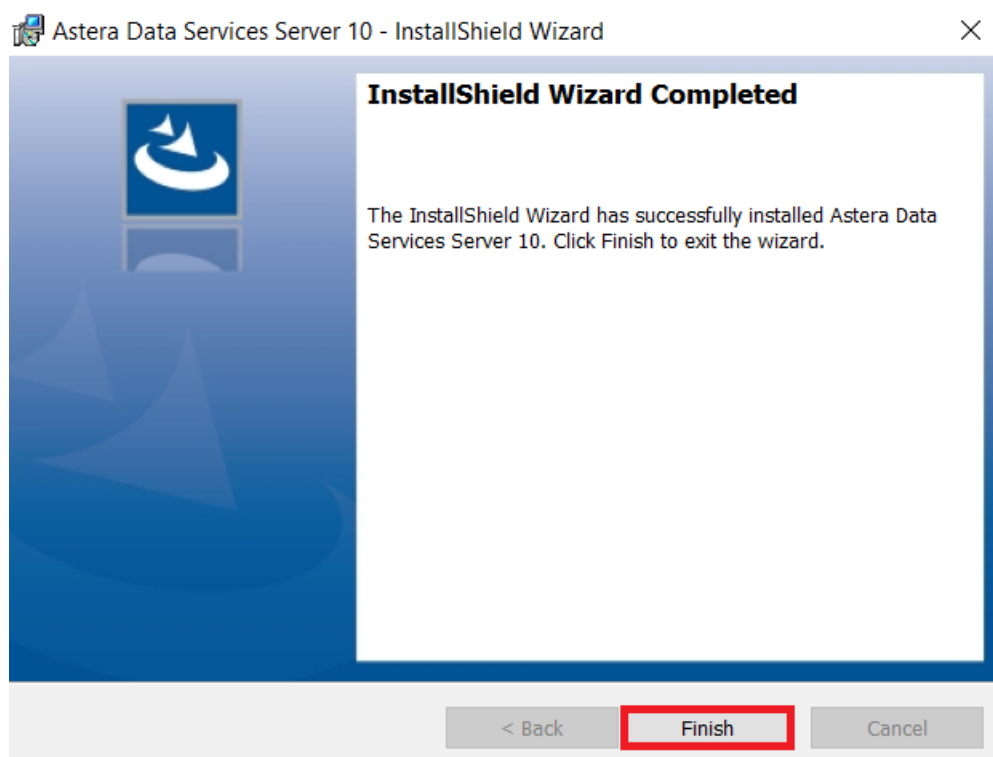 Astera Data Services Server 10 - InstallShield Wizard
InstallShield Wizard Completed
The InstallShield Wizard has successfully installed Astera Data
Services Server 10. Click Finish to exit the wizard.
< Back
Finish
Cancel